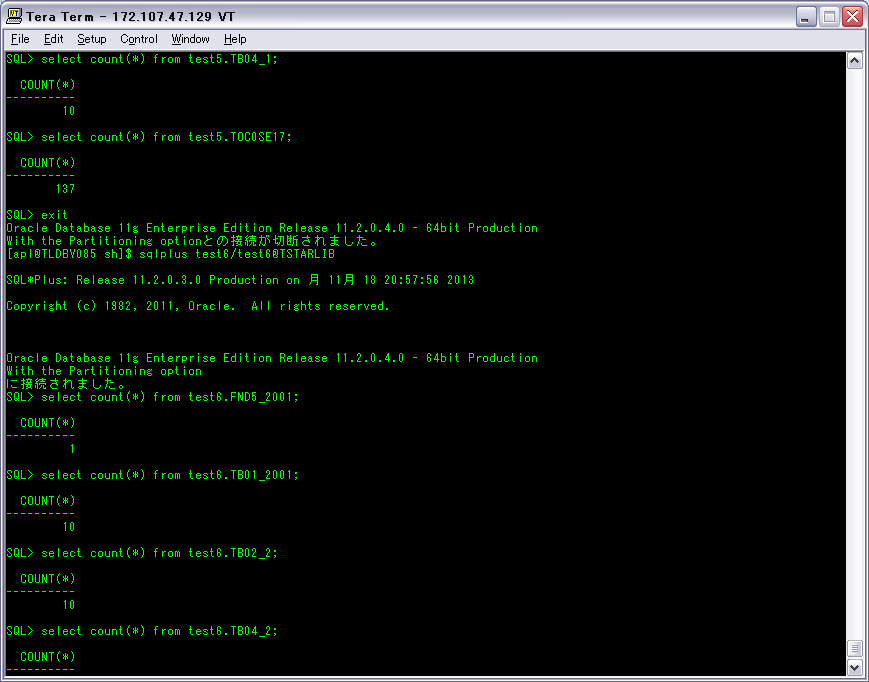 Tera Term - 172.107.47.129 VT
File Edit Setup Control Window Help
SQL> select count(*) from test5.TB04_1;
COUNT(*)
----------
10
SQL> select count(*) from test5.TOCOSE17;
COUNT(*)
----------
137
SQL> exit
Oracle Database 11g Enterprise Edition Release 11.2.0.4.0 - 64bit Production
With the Partitioning optionとの接続が切断されました。
[apl@TLDBV085 sh]$ sqlplus test6/test6@TSTARLIB
SQL*Plus: Release 11.2.0.3.0 Production on 月 11月 18 20:57:56 2013
Copyright (c) 1982, 2011, Oracle.  All rights reserved.
Oracle Database 11g Enterprise Edition Release 11.2.0.4.0 - 64bit Production
With the Partitioning option
に接続されました。
SQL> select count(*) from test6.FND5_2001;
COUNT(*)
----------
1
SQL> select count(*) from test6.TB01_2001;
COUNT(*)
----------
10
SQL> select count(*) from test6.TB02_2;
COUNT(*)
----------
10
SQL> select count(*) from test6.TB04_2;
COUNT(*)
----------